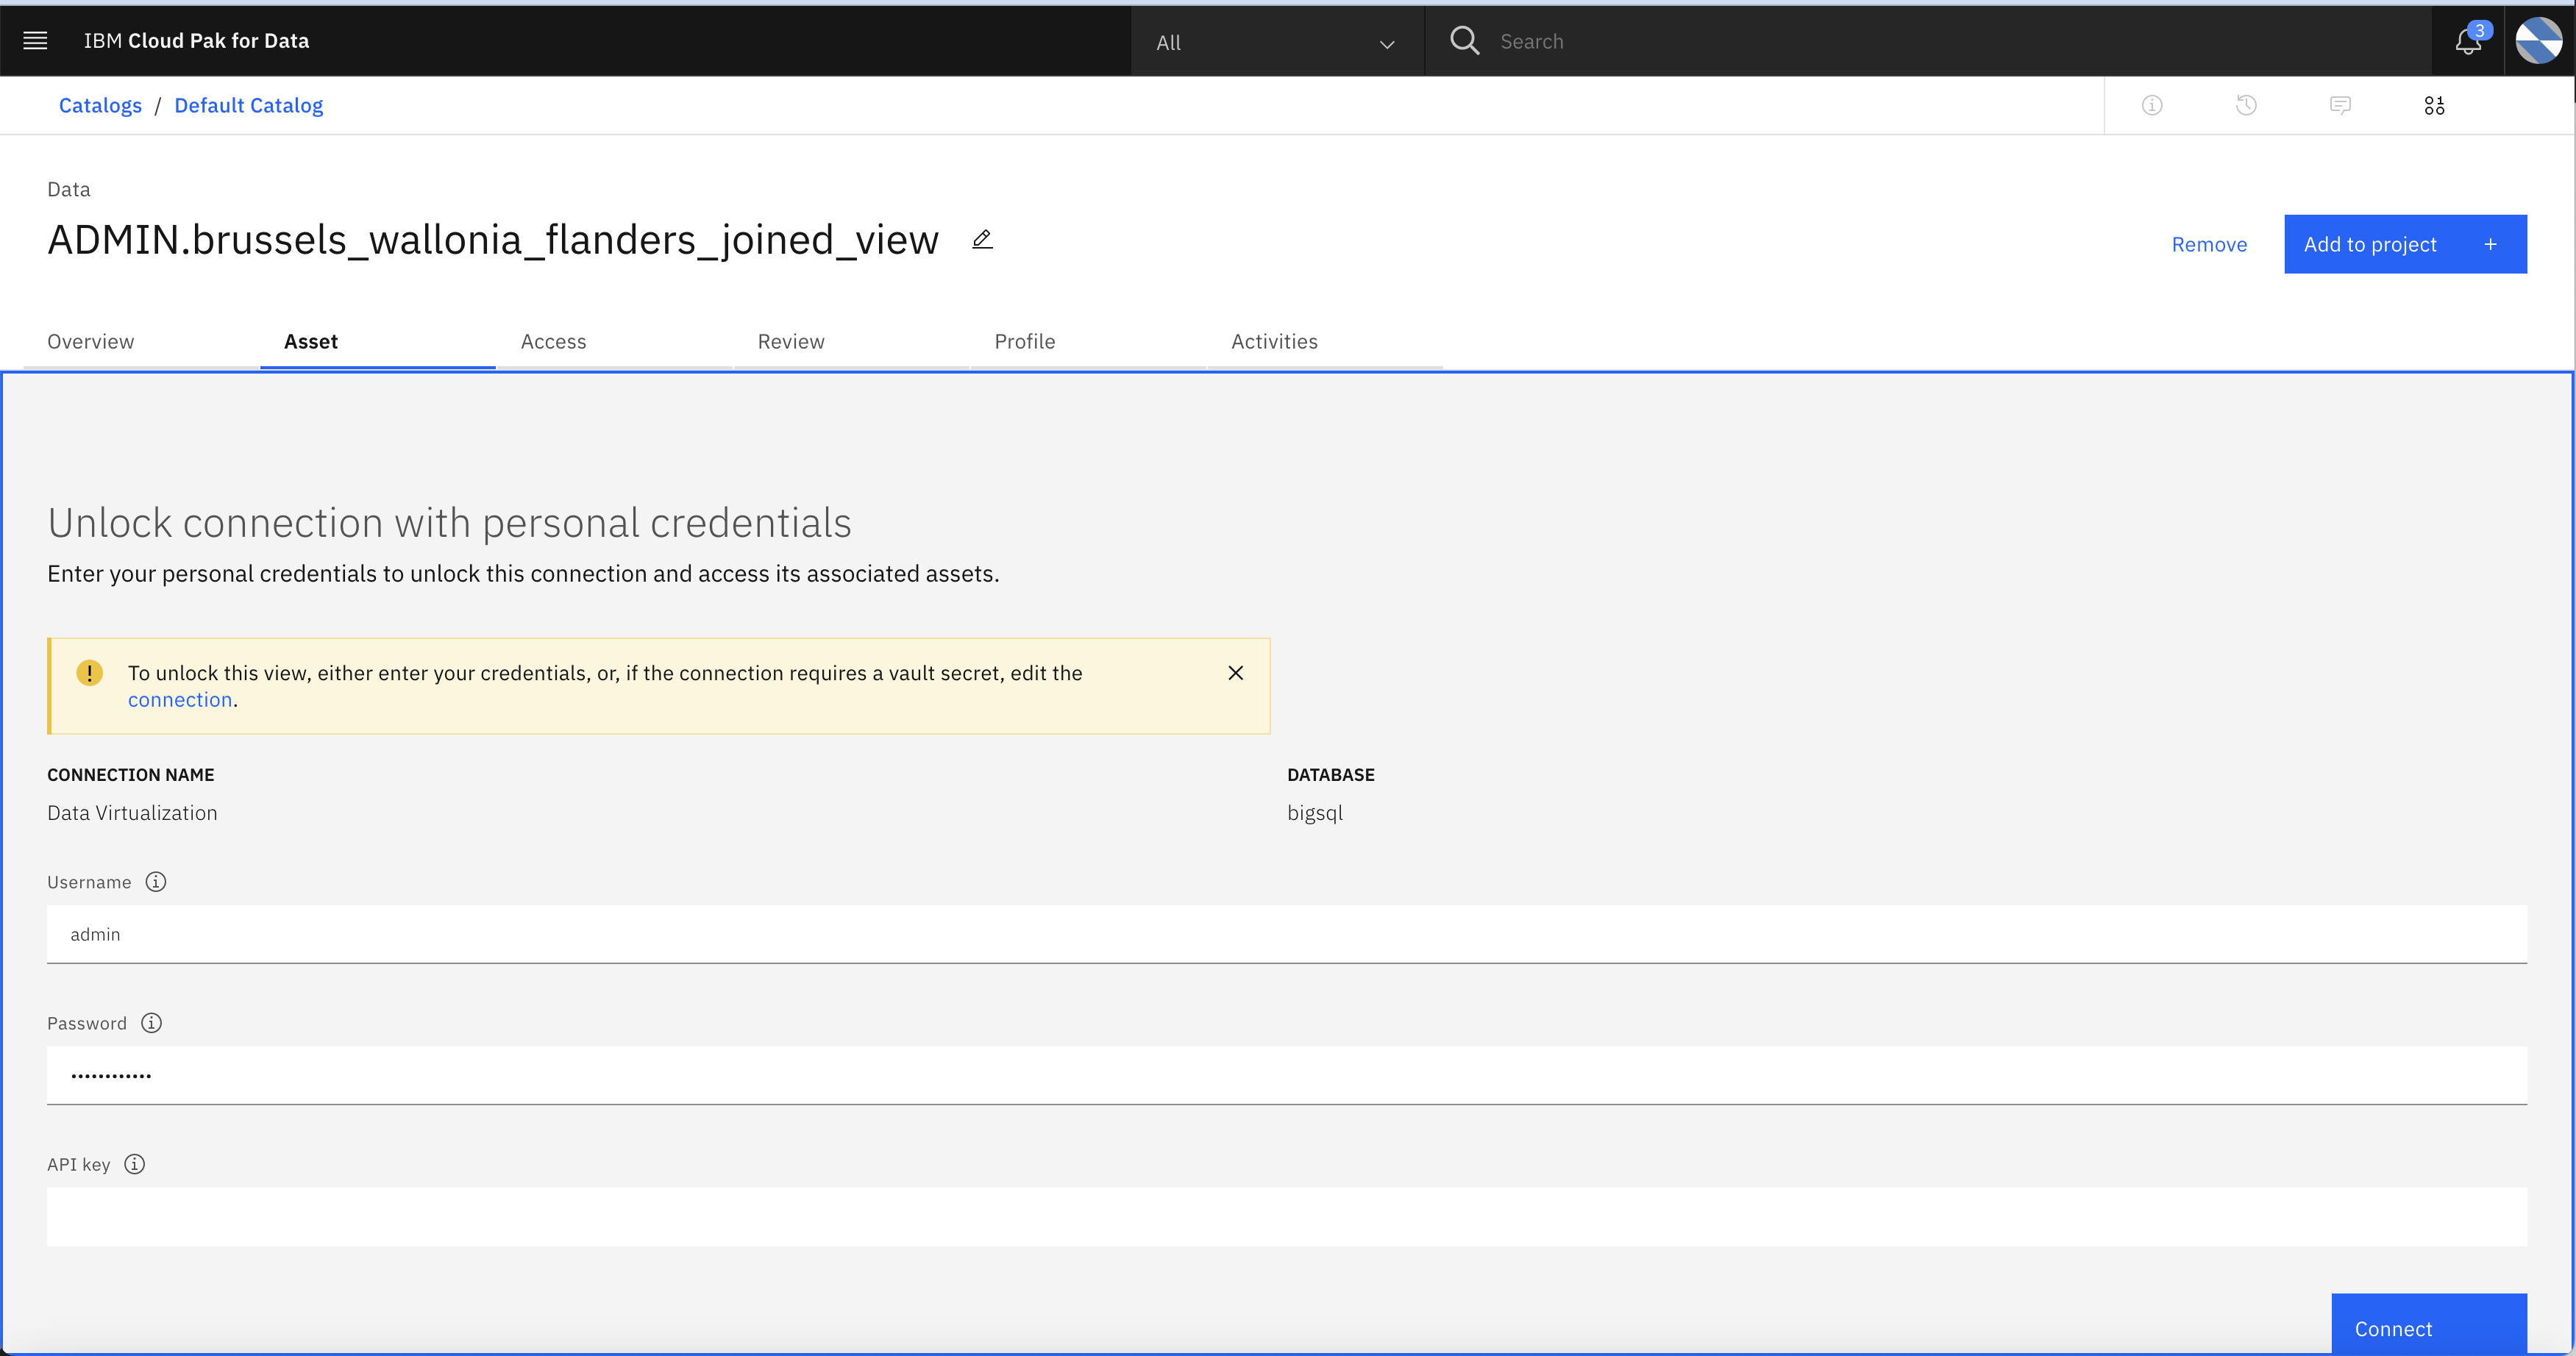 IBM Cloud Pak for Data
All
Search
3
Catalogs / Default Catalog
Data
ADMIN.brussels_wallonia_flanders_joined_view
Remove
Add to project +
Overview
Asset
Access
Review
Profile
Activities
Unlock connection with personal credentials
Enter your personal credentials to unlock this connection and access its associated assets.
To unlock this view, either enter your credentials, or, if the connection requires a vault secret, edit the
connection.
CONNECTION NAME
DATABASE
Data Virtualization
bigsql
Username
admin
Password
••••••••••••
API key
Connect